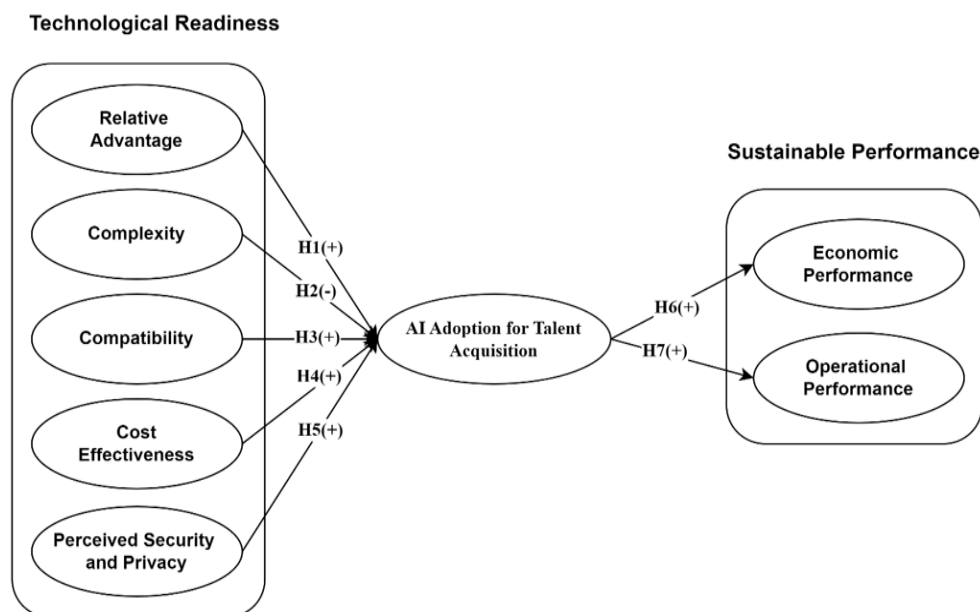 Technological Readiness
Relative
Advantage
Complexity
Compatibility
Cost
Effectiveness
Perceived Security
and Privacy
H1(+)
H2(-)
H3(+)
H4(+)
H5(+)
AI Adoption for Talent
Acquisition
H6(+)
H7(+)
Sustainable Performance
Economic
Performance
Operational
Performance